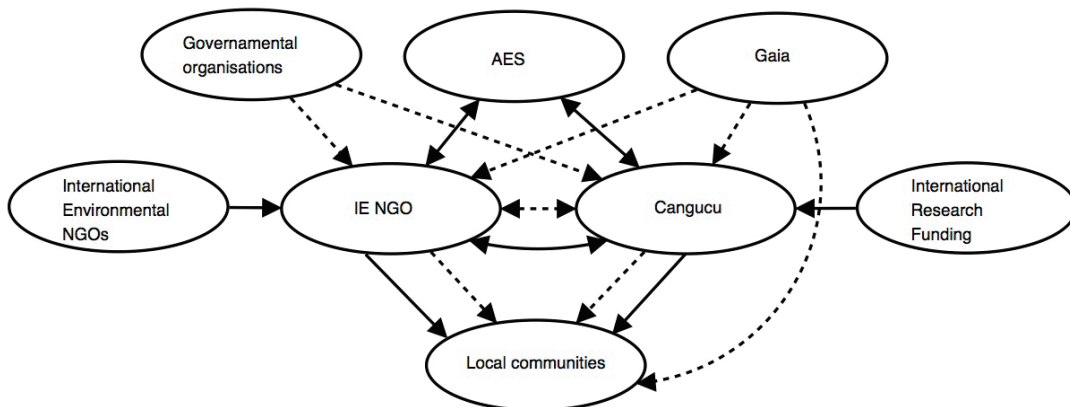 Governamental
organisations
AES
Gaia
International
Environmental
NGOs
IE NGO
Cangucu
International
Research
Funding
Local communities